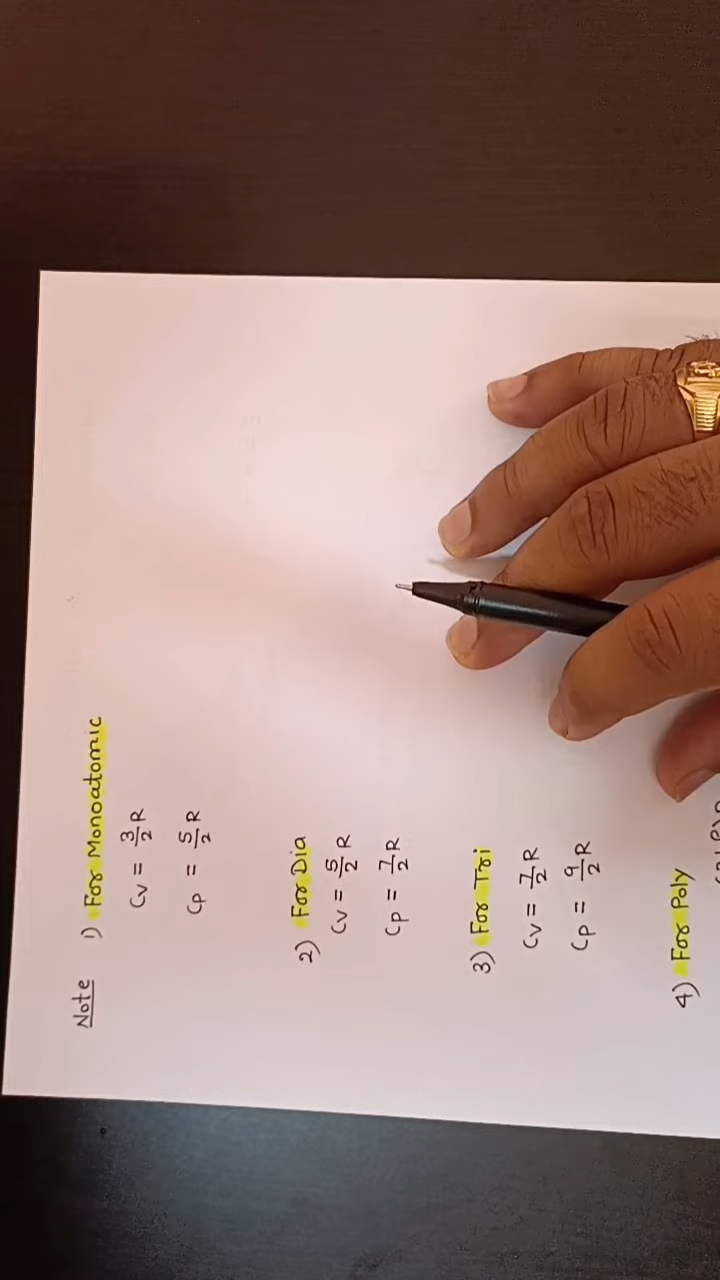 Note 1) For Monoatomic
Cv = 3/2 R
Cp = 5/2 R
2) For Dia
Cv = 5/2 R
Cp = 7/2 R
3) For Tri
Cv = 7/2 R
Cp = 9/2 R
4) For Poly